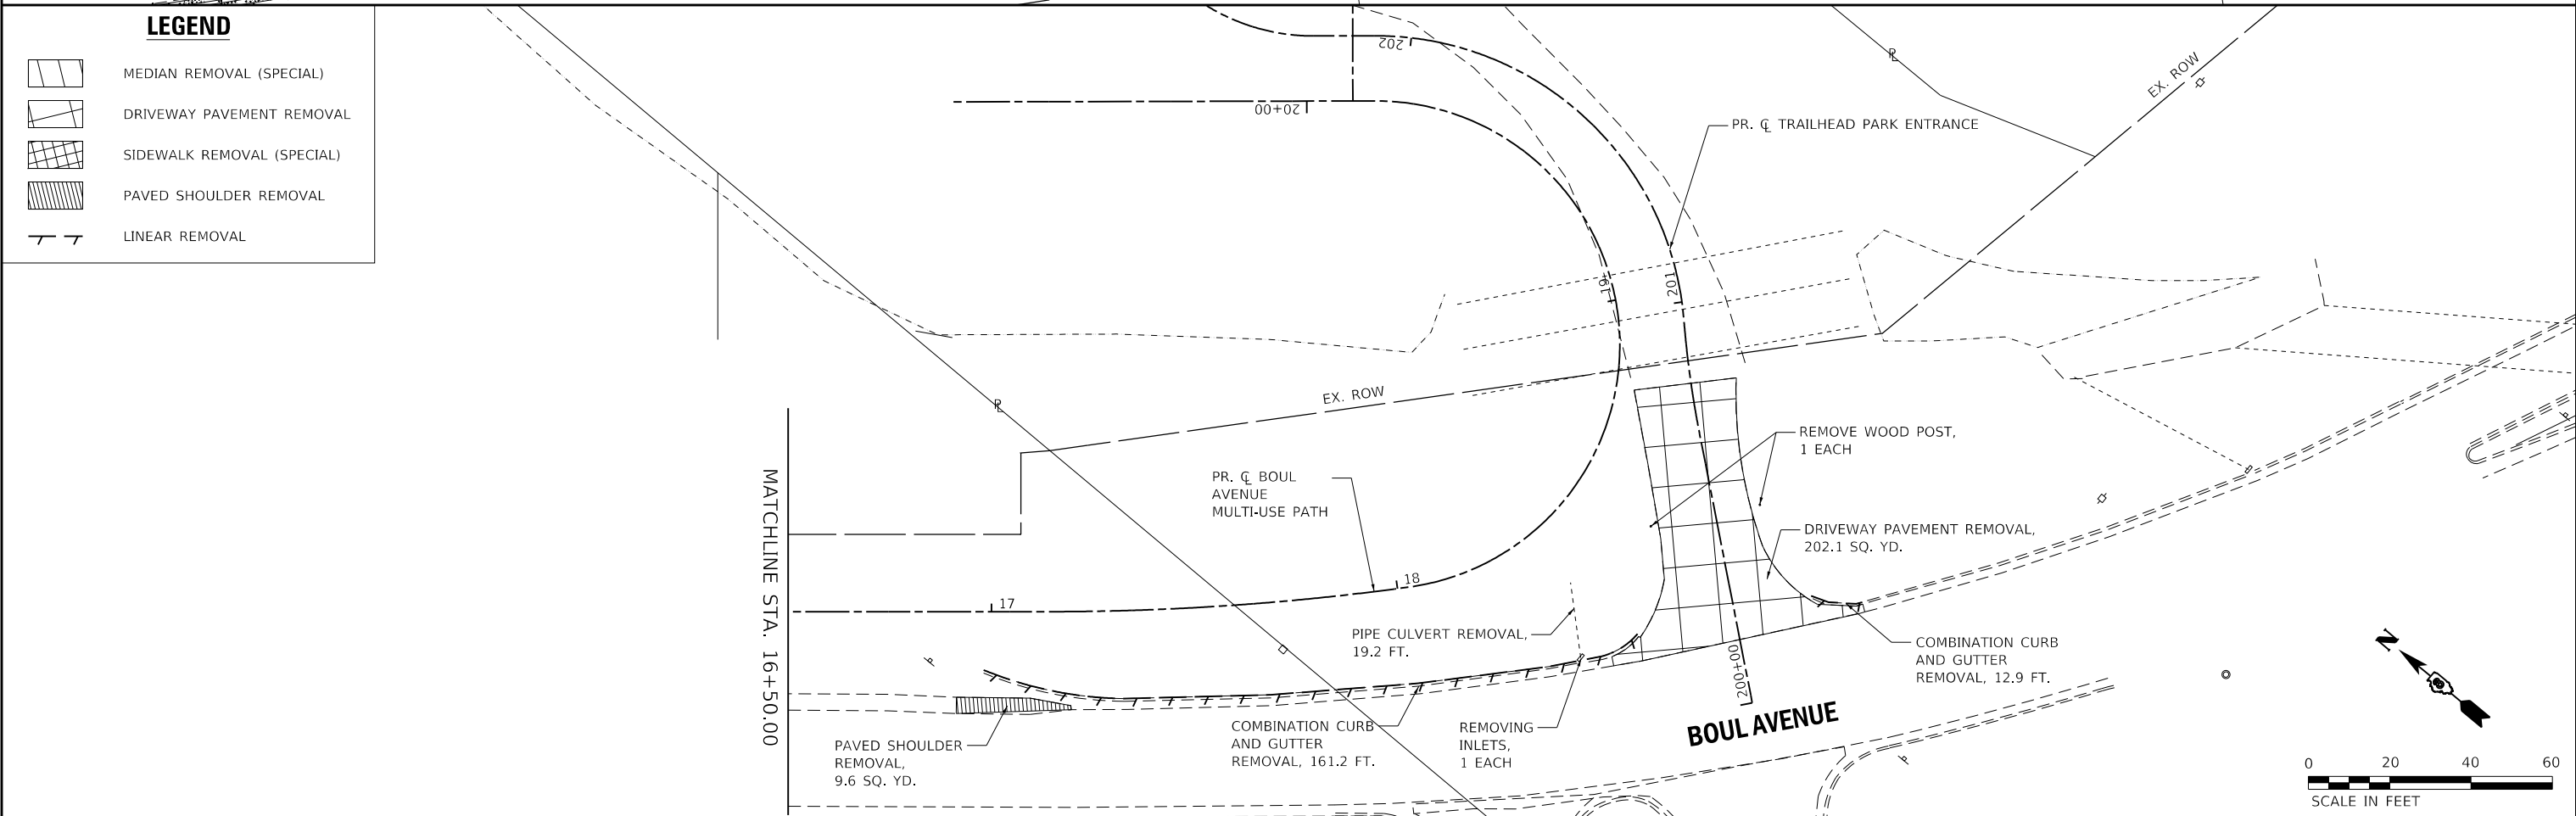 LEGEND
MEDIAN REMOVAL (SPECIAL)
DRIVEWAY PAVEMENT REMOVAL
SIDEWALK REMOVAL (SPECIAL)
PAVED SHOULDER REMOVAL
LINEAR REMOVAL
202
20+00
PR. ℄ TRAILHEAD PARK ENTRANCE
EX. ROW
19
201
EX. ROW
REMOVE WOOD POST,
1 EACH
PR. ℄ BOUL
AVENUE
MULTI-USE PATH
DRIVEWAY PAVEMENT REMOVAL,
202.1 SQ. YD.
MATCHLINE STA. 16+50.00
17
18
PIPE CULVERT REMOVAL,
19.2 FT.
COMBINATION CURB
AND GUTTER
REMOVAL, 12.9 FT.
200+00
PAVED SHOULDER
REMOVAL,
9.6 SQ. YD.
COMBINATION CURB
AND GUTTER
REMOVAL, 161.2 FT.
REMOVING
INLETS,
1 EACH
BOUL AVENUE
N
0 20 40 60
SCALE IN FEET